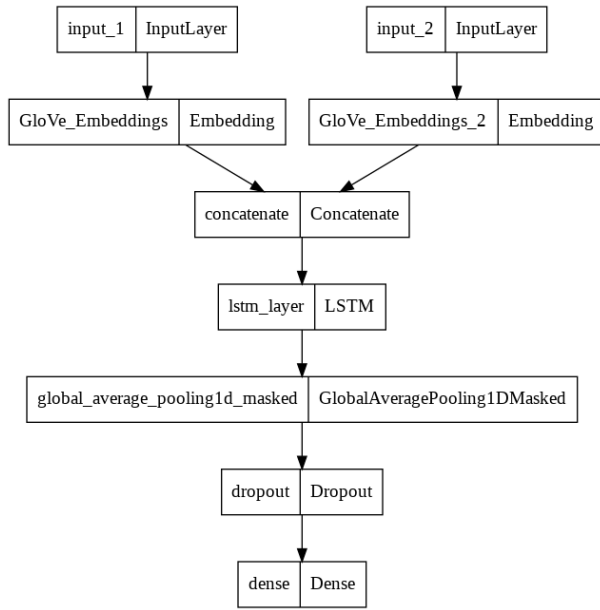 input_1 InputLayer
input_2 InputLayer
GloVe_Embeddings Embedding
GloVe_Embeddings_2 Embedding
concatenate Concatenate
lstm_layer LSTM
global_average_pooling1d_masked GlobalAveragePooling1DMasked
dropout Dropout
dense Dense